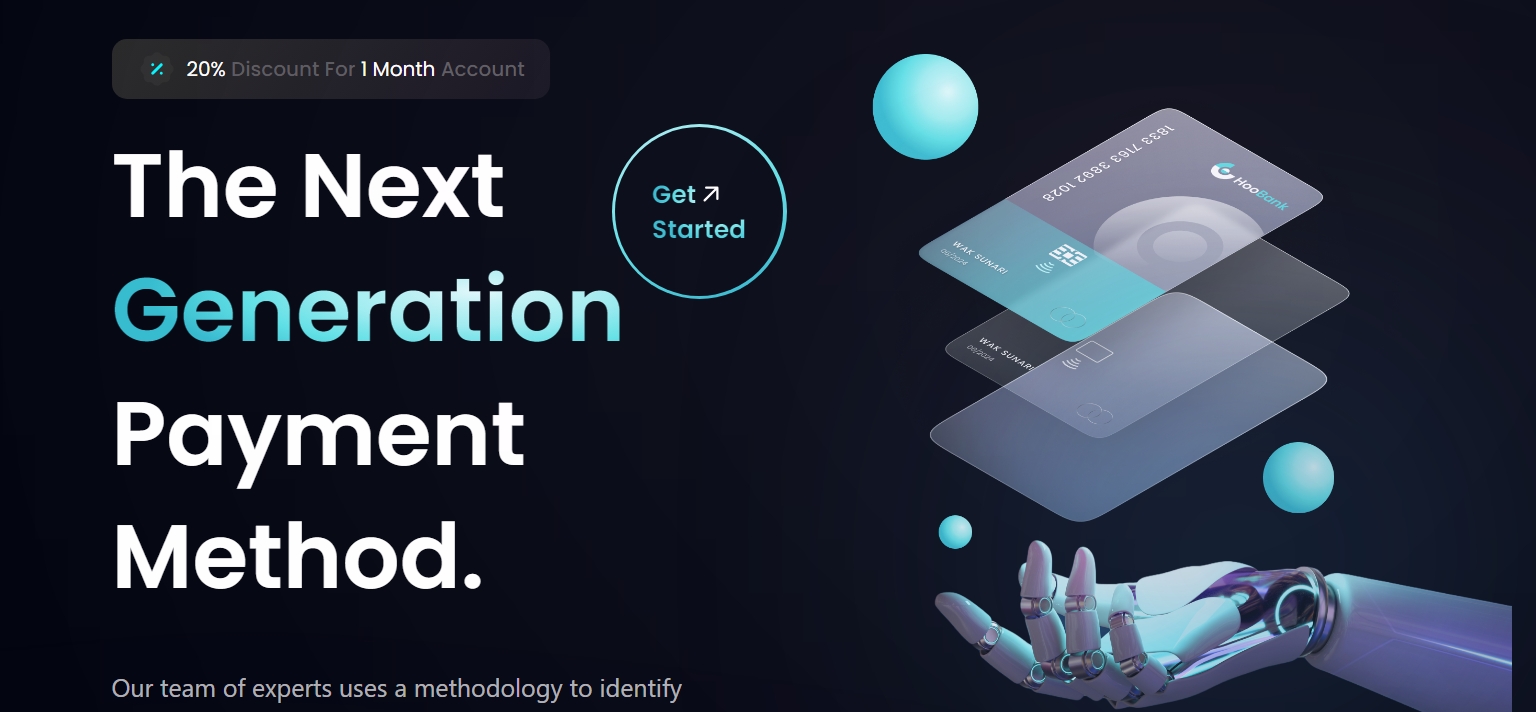 20% Discount For 1 Month Account
The Next
Generation
Payment
Method.
Get
Started
1833 7163 3892 1028
HooBank
WAK SUNARI
06/2024
WAK SUNARI
06/2024
Our team of experts uses a methodology to identify